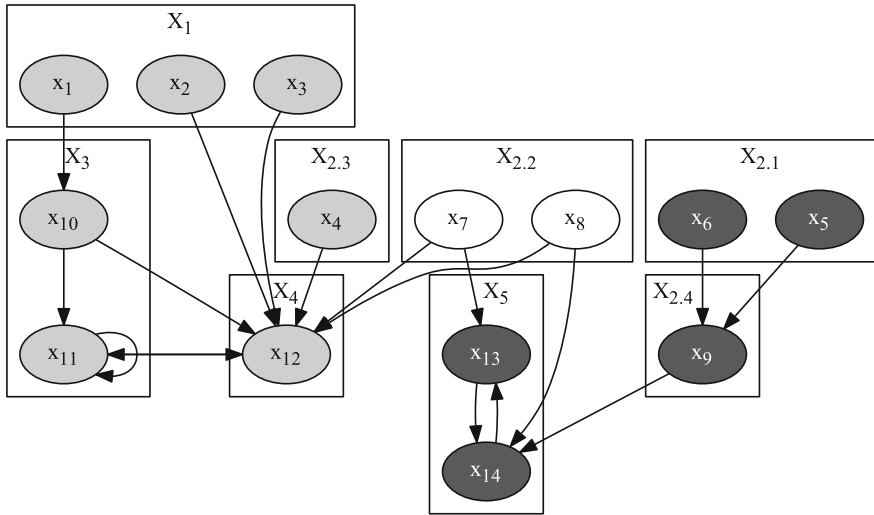 X₁
x₁ x₂ x₃
X₃ X₂.₃ X₂.₂ X₂.₁
x₁₀ x₄ x₇ x₈ x₆ x₅
X₄ X₅ X₂.₄
x₁₁ x₁₂ x₁₃ x₉
x₁₄